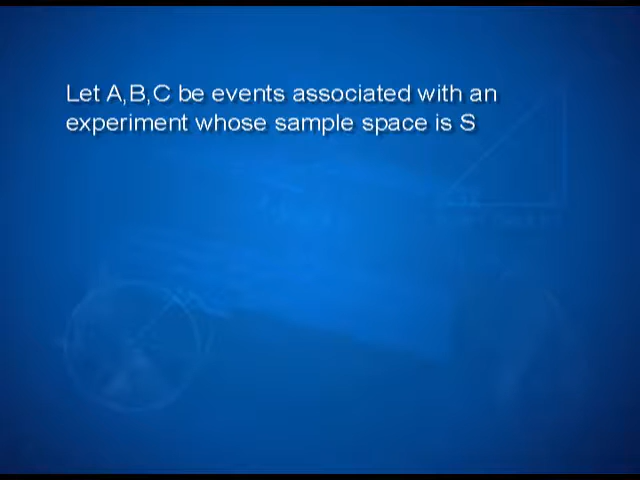 Let A,B,C be events associated with an
experiment whose sample space is S